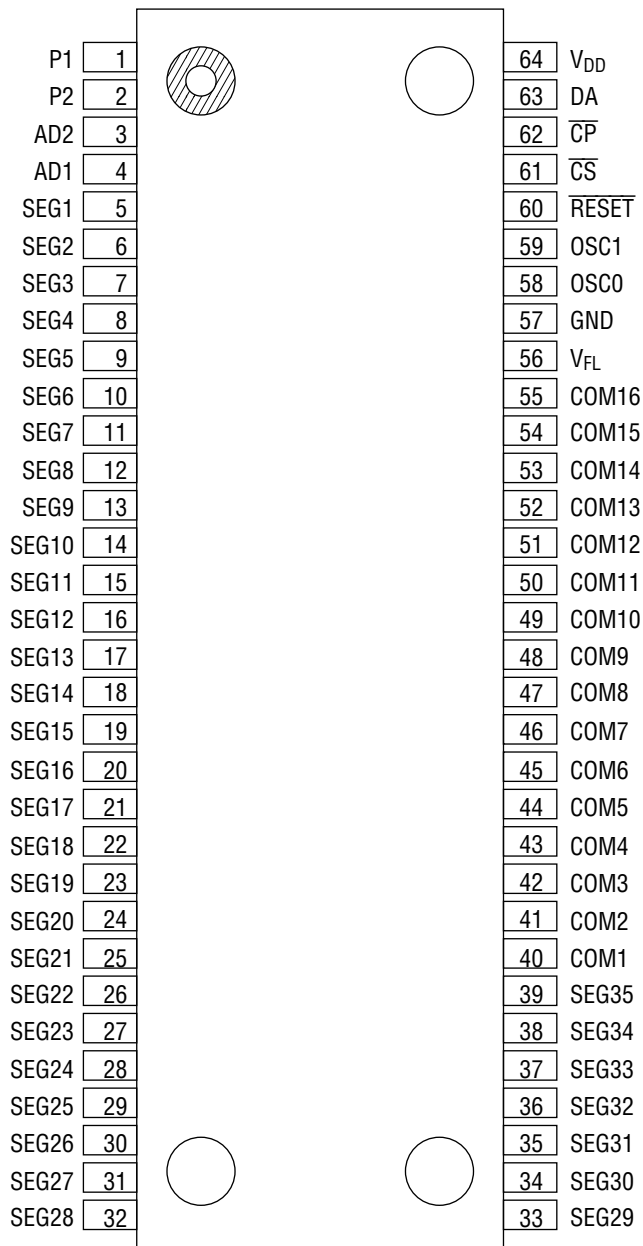 P1 1 64 VDD
P2 2 63 DA
AD2 3 62 C̅P̅
AD1 4 61 C̅S̅
SEG1 5 60 R̅E̅S̅E̅T̅
SEG2 6 59 OSC1
SEG3 7 58 OSC0
SEG4 8 57 GND
SEG5 9 56 VFL
SEG6 10 55 COM16
SEG7 11 54 COM15
SEG8 12 53 COM14
SEG9 13 52 COM13
SEG10 14 51 COM12
SEG11 15 50 COM11
SEG12 16 49 COM10
SEG13 17 48 COM9
SEG14 18 47 COM8
SEG15 19 46 COM7
SEG16 20 45 COM6
SEG17 21 44 COM5
SEG18 22 43 COM4
SEG19 23 42 COM3
SEG20 24 41 COM2
SEG21 25 40 COM1
SEG22 26 39 SEG35
SEG23 27 38 SEG34
SEG24 28 37 SEG33
SEG25 29 36 SEG32
SEG26 30 35 SEG31
SEG27 31 34 SEG30
SEG28 32 33 SEG29